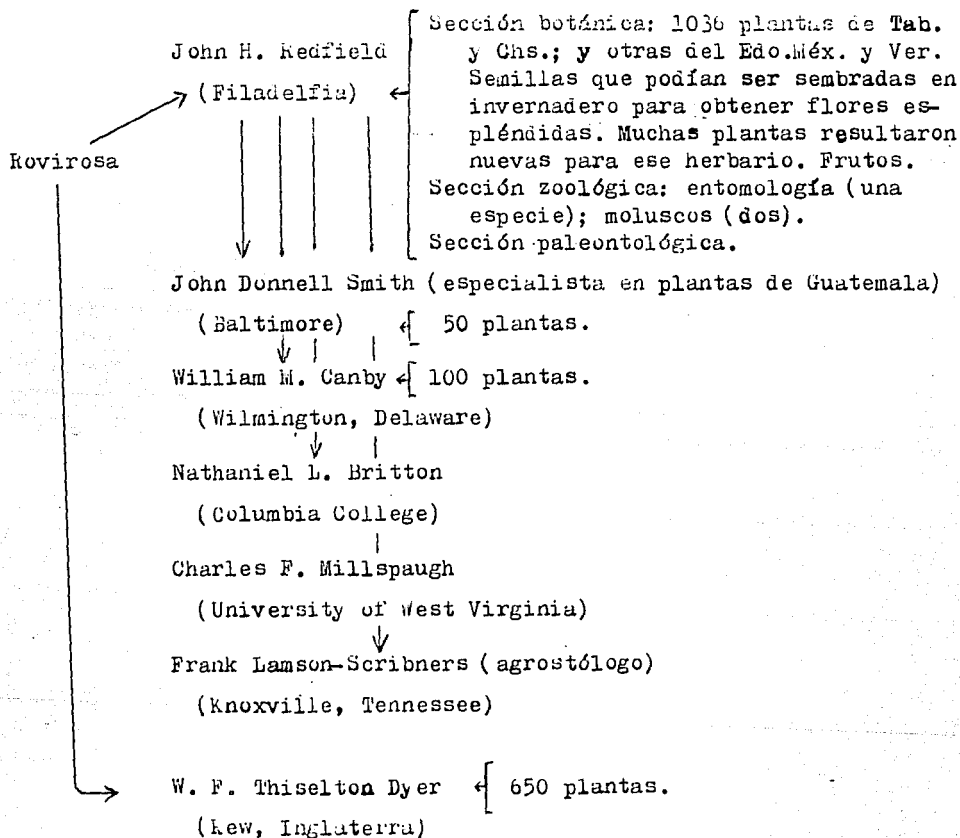 Sección botánica: 1036 plantas de Tab.
John H. Redfield
y Chs.; y otras del Edo.Méx. y Ver.
Semillas que podían ser sembradas en
(Filadelfia)
invernadero para obtener flores es-
pléndidas. Muchas plantas resultaron
Rovirosa
nuevas para ese herbario. Frutos.
Sección zoológica: entomología (una
especie); moluscos (dos).
Sección paleontológica.
John Donnell Smith (especialista en plantas de Guatemala)
(Baltimore) 50 plantas.
William M. Canby 100 plantas.
(Wilmington, Delaware)
Nathaniel L. Britton
(Columbia College)
Charles F. Millspaugh
(University of West Virginia)
Frank Lamson-Scribners (agrostólogo)
(Knoxville, Tennessee)
W. F. Thiselton Dyer 650 plantas.
(Kew, Inglaterra)